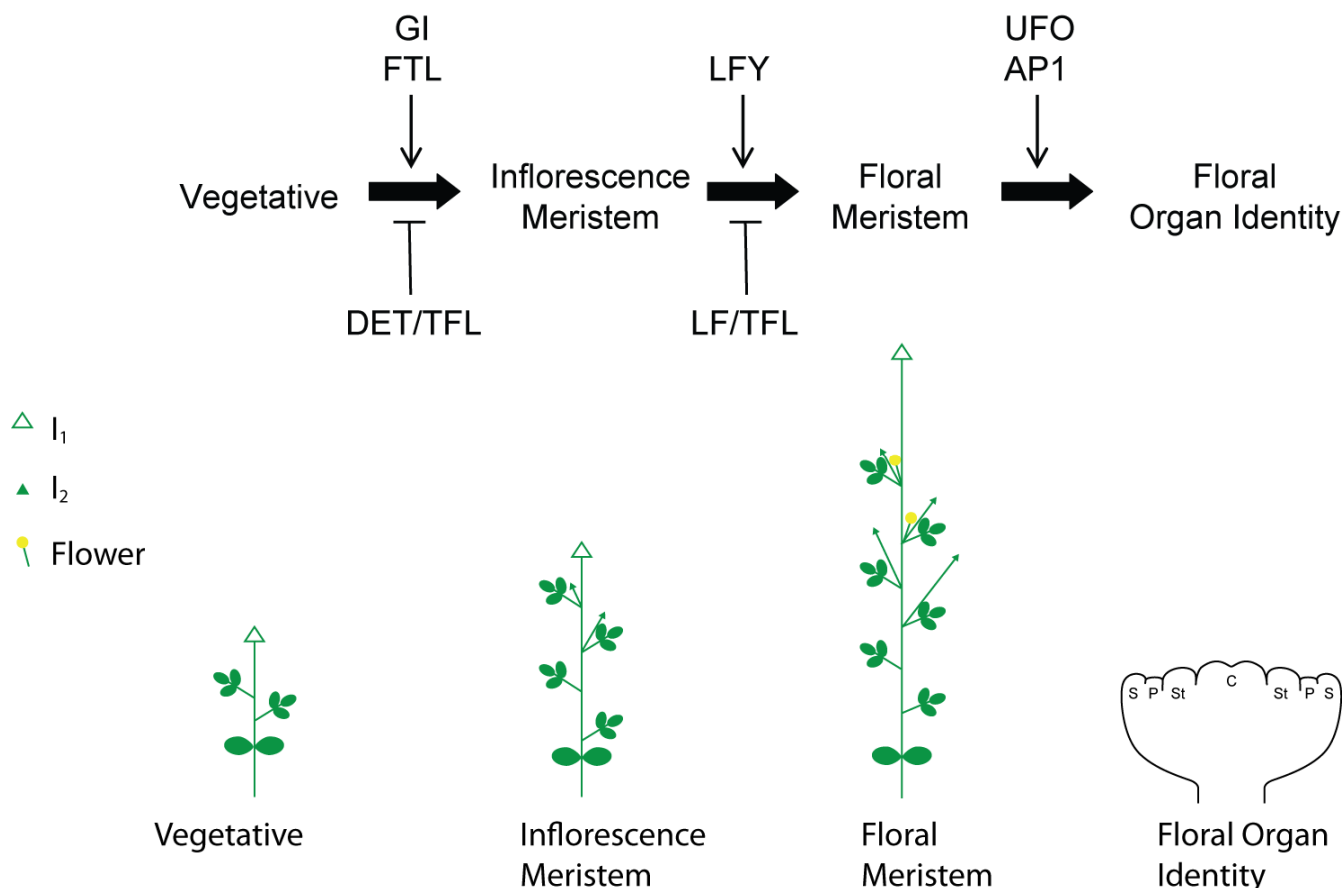 GI
FTL
LFY
UFO
AP1
Vegetative
Inflorescence
Meristem
Floral
Meristem
Floral
Organ Identity
DET/TFL
LF/TFL
I₁
I₂
Flower
S P St C St P S
Vegetative
Inflorescence
Meristem
Floral
Meristem
Floral Organ
Identity